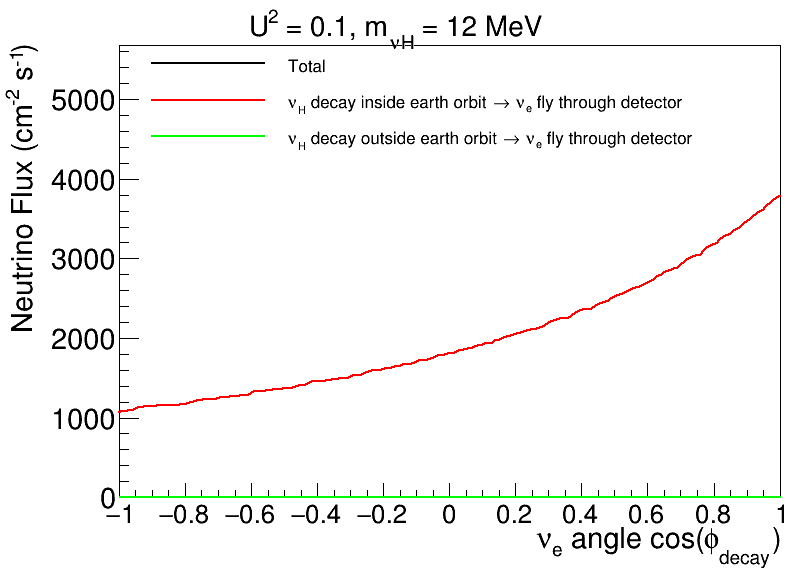 U² = 0.1, m_νH = 12 MeV
Total
ν_H decay inside earth orbit → ν_e fly through detector
ν_H decay outside earth orbit → ν_e fly through detector
Neutrino Flux (cm⁻² s⁻¹)
5000
4000
3000
2000
1000
0
−1 −0.8 −0.6 −0.4 −0.2 0 0.2 0.4 0.6 0.8 1
ν_e angle cos(ϕ_decay)